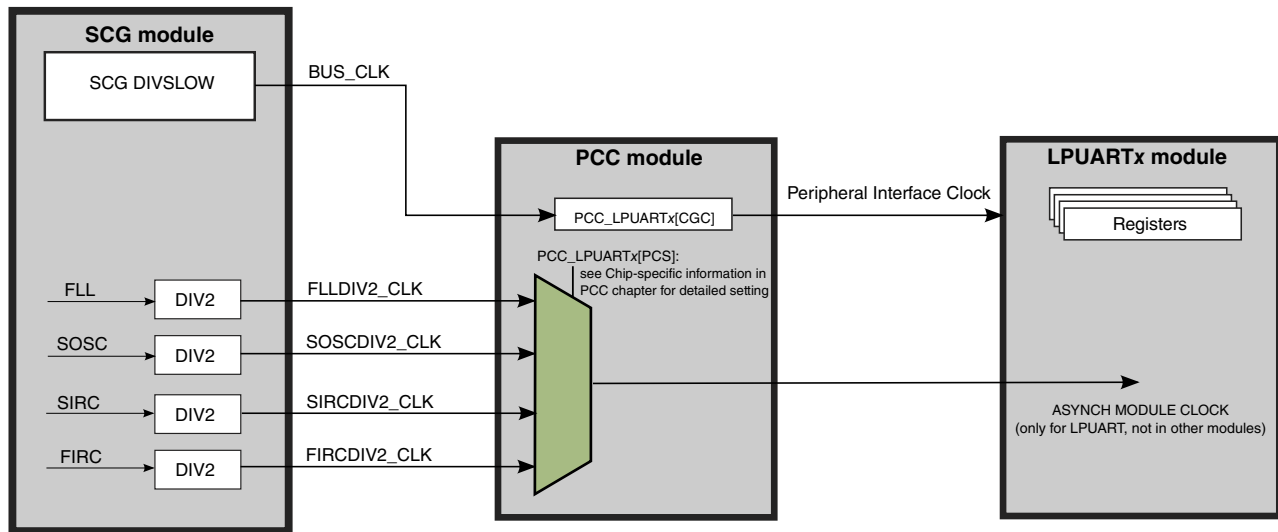 SCG module
SCG DIVSLOW
BUS_CLK
PCC module
LPUARTx module
PCC_LPUARTx[CGC]
Peripheral Interface Clock
Registers
PCC_LPUARTx[PCS]:
see Chip-specific information in
PCC chapter for detailed setting
FLL
DIV2
FLLDIV2_CLK
SOSC
DIV2
SOSCDIV2_CLK
SIRC
DIV2
SIRCDIV2_CLK
FIRC
DIV2
FIRCDIV2_CLK
ASYNCH MODULE CLOCK
(only for LPUART, not in other modules)